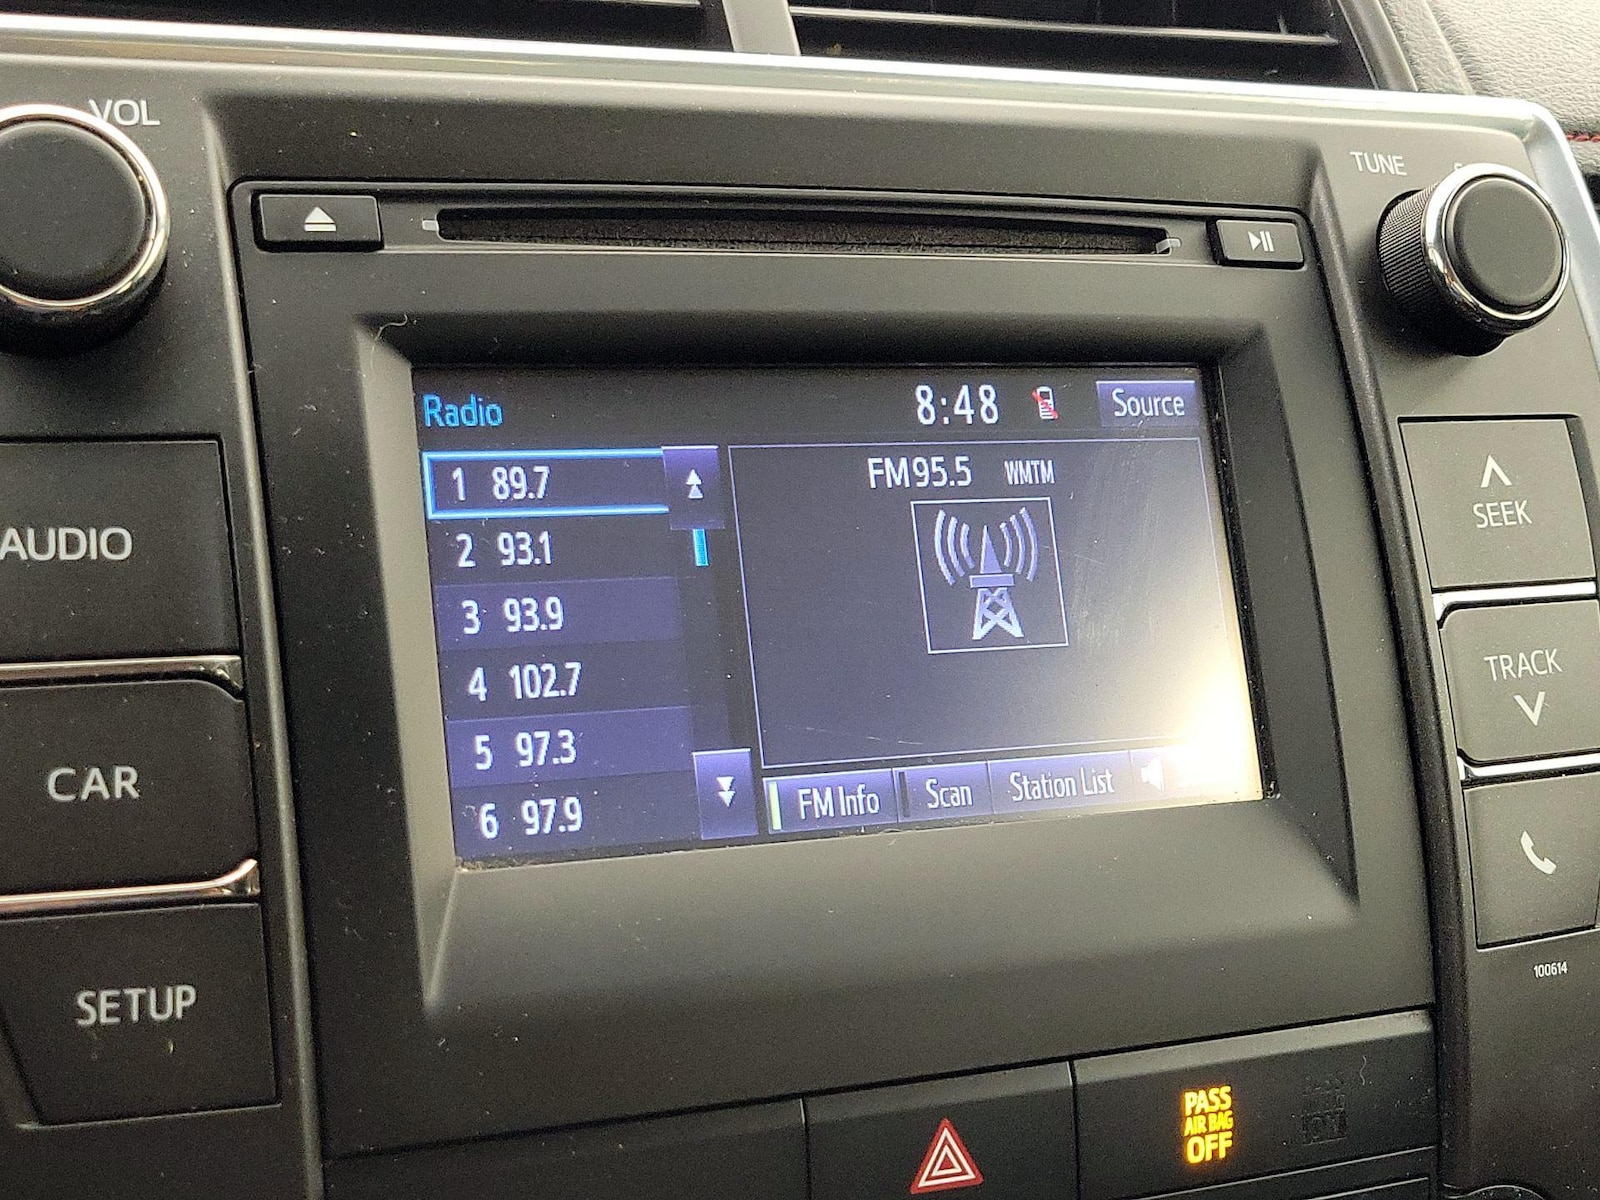 VOL
TUNE
Radio
8:48
Source
1 89.7
FM95.5 WMTM
2 93.1
3 93.9
4 102.7
5 97.3
6 97.9
FM Info
Scan
Station List
AUDIO
CAR
SETUP
SEEK
TRACK
100614
PASS
AIR BAG
OFF